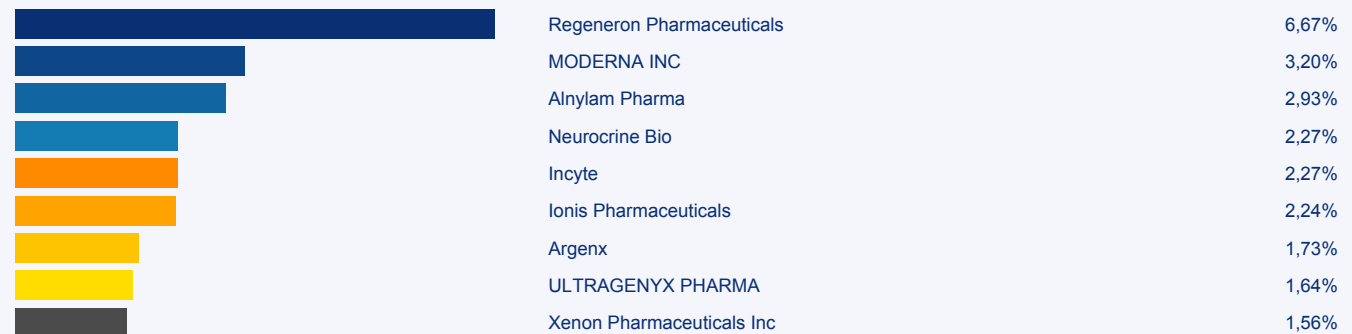 Regeneron Pharmaceuticals 6,67%
MODERNA INC 3,20%
Alnylam Pharma 2,93%
Neurocrine Bio 2,27%
Incyte 2,27%
Ionis Pharmaceuticals 2,24%
Argenx 1,73%
ULTRAGENYX PHARMA 1,64%
Xenon Pharmaceuticals Inc 1,56%